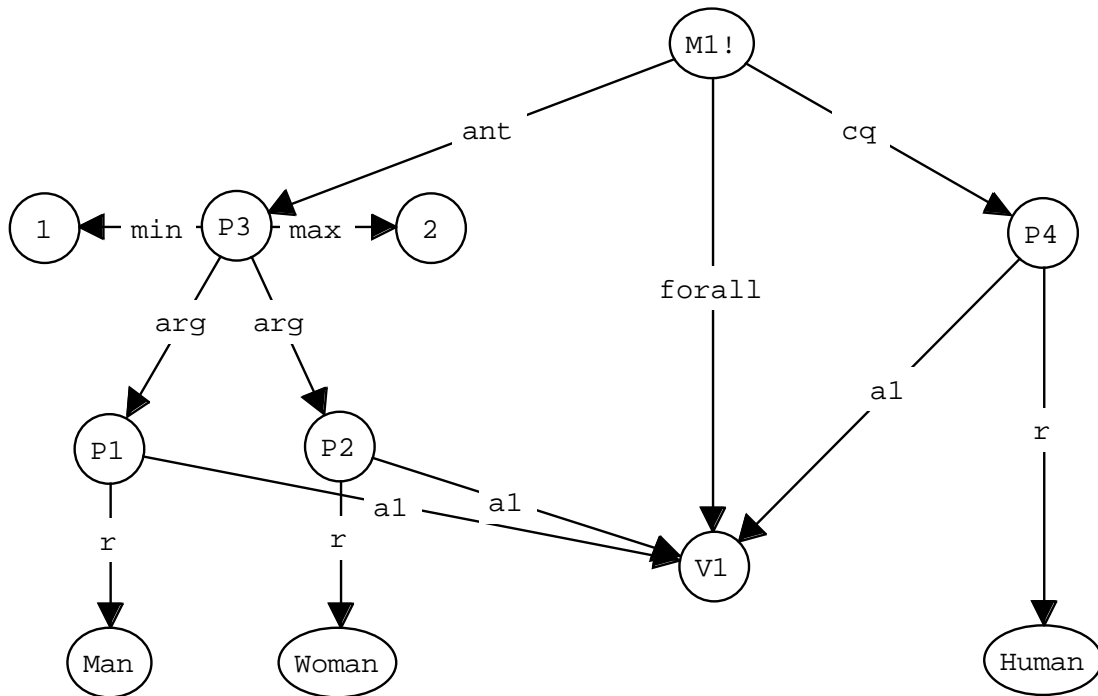 M1!
ant
cq
1
min
P3
max
2
P4
forall
arg
arg
a1
P1
P2
r
a1
a1
r
r
V1
Man
Woman
Human